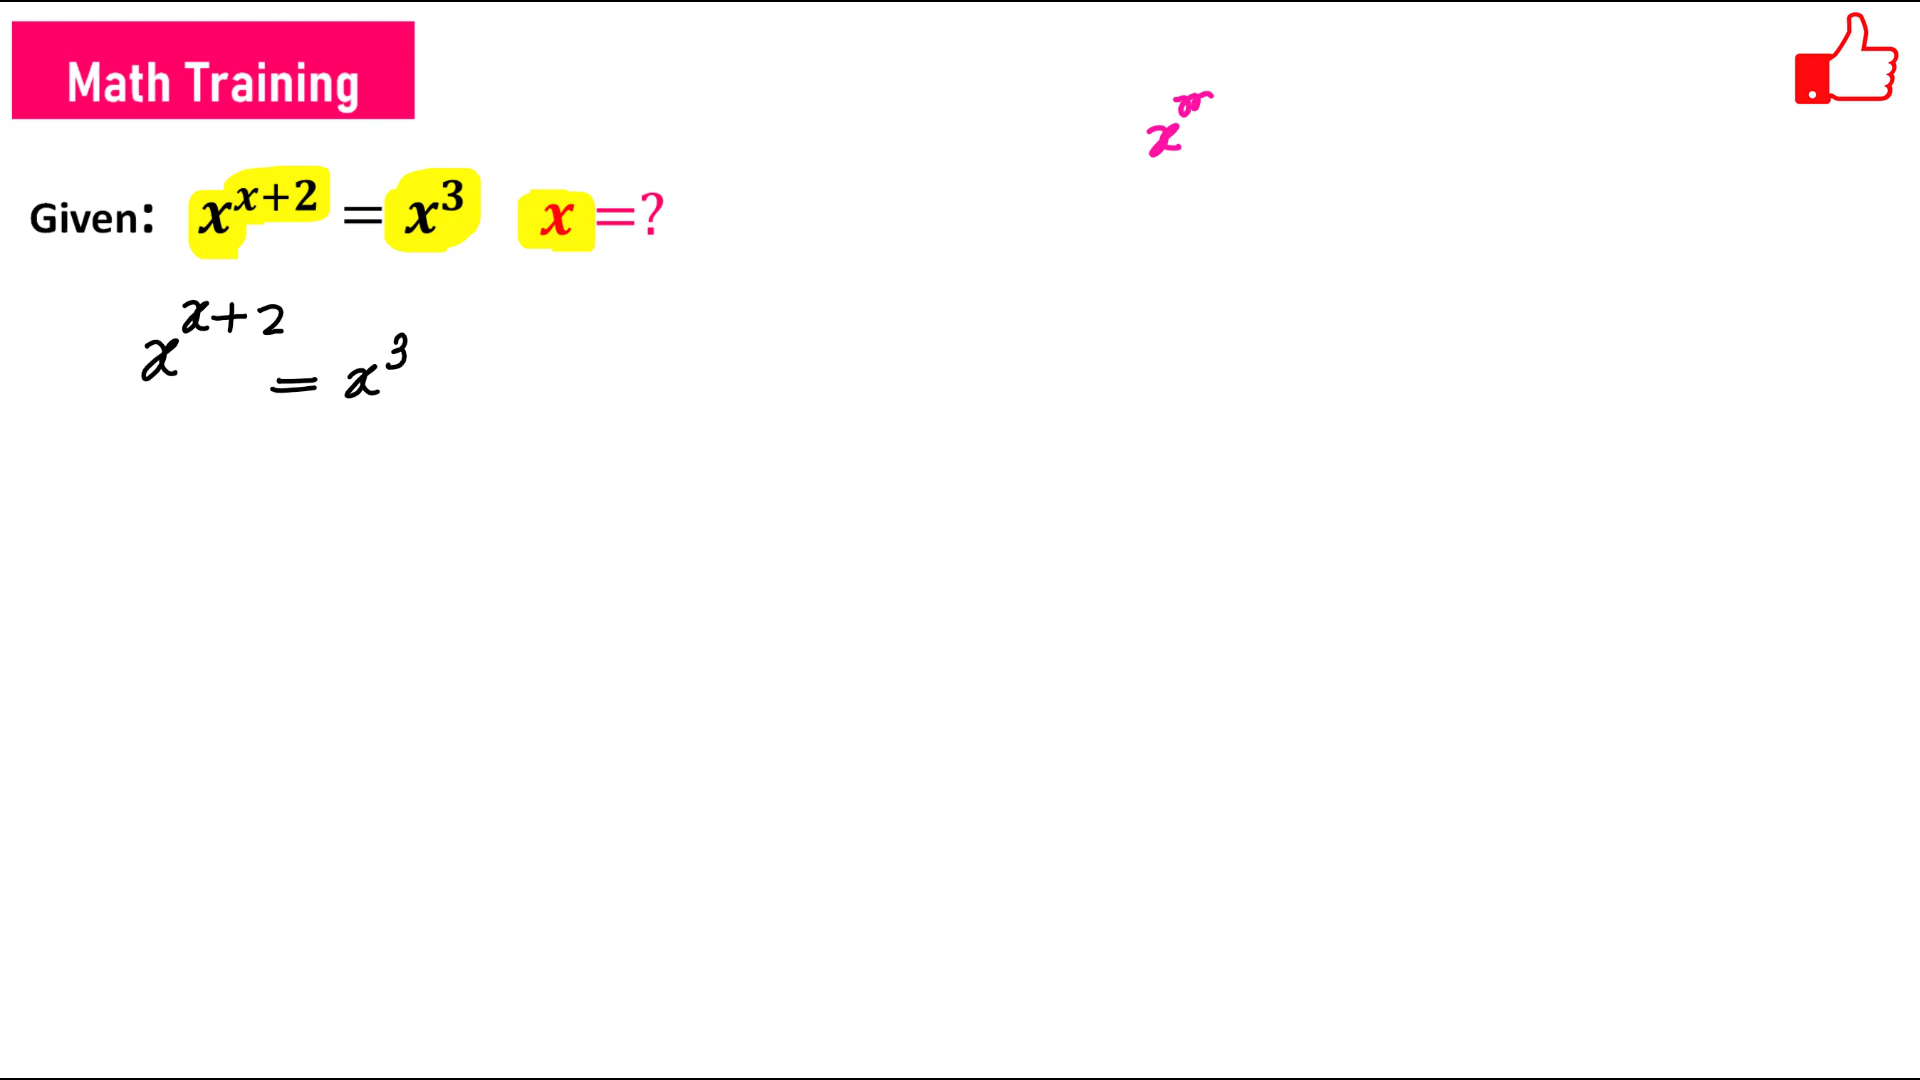 Math Training
Given: x^{x+2} = x^3 x =?
x^{x+2} = x^3